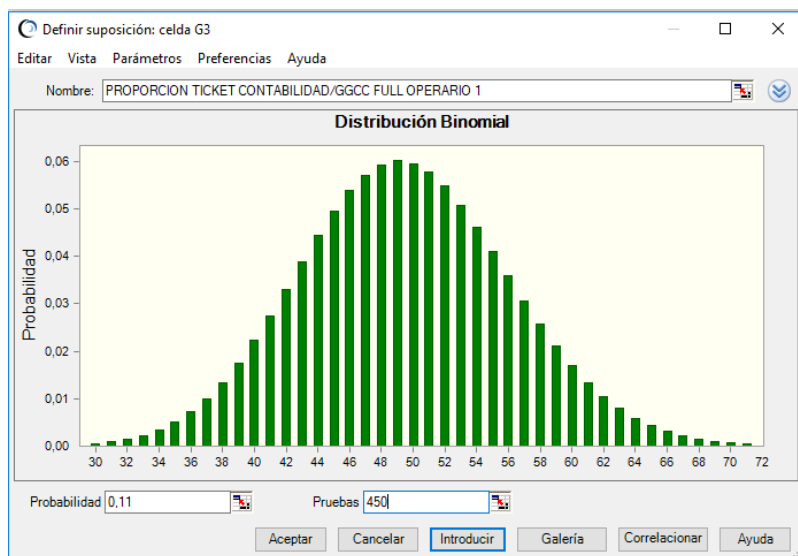 Definir suposición: celda G3
Editar Vista Parámetros Preferencias Ayuda
Nombre: PROPORCION TICKET CONTABILIDAD/GGCC FULL OPERARIO 1
Distribución Binomial
Probabilidad
0,06
0,05
0,04
0,03
0,02
0,01
0,00
30 32 34 36 38 40 42 44 46 48 50 52 54 56 58 60 62 64 66 68 70 72
Probabilidad 0,11 Pruebas 450
Aceptar Cancelar Introducir Galería Correlacionar Ayuda